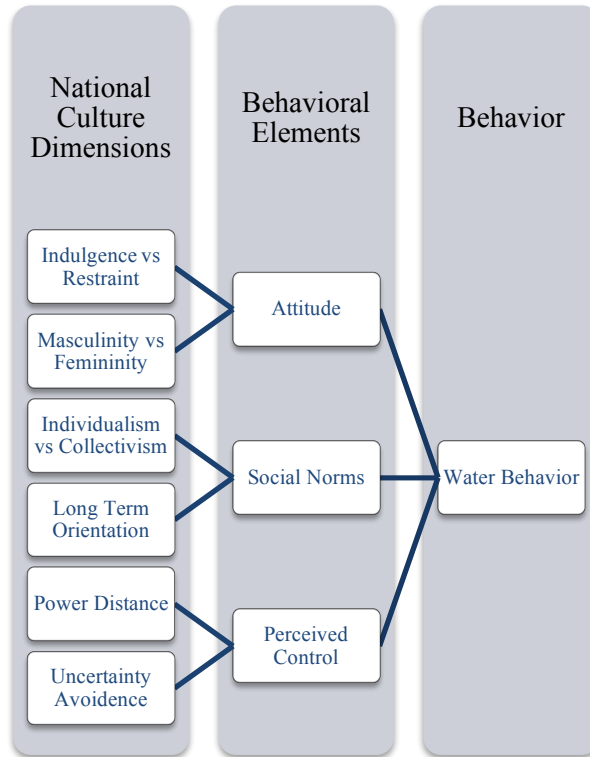 National
Culture
Dimensions
Indulgence vs
Restraint
Masculinity vs
Femininity
Individualism
vs Collectivism
Long Term
Orientation
Power Distance
Uncertainty
Avoidence
Behavioral
Elements
Attitude
Social Norms
Perceived
Control
Behavior
Water Behavior